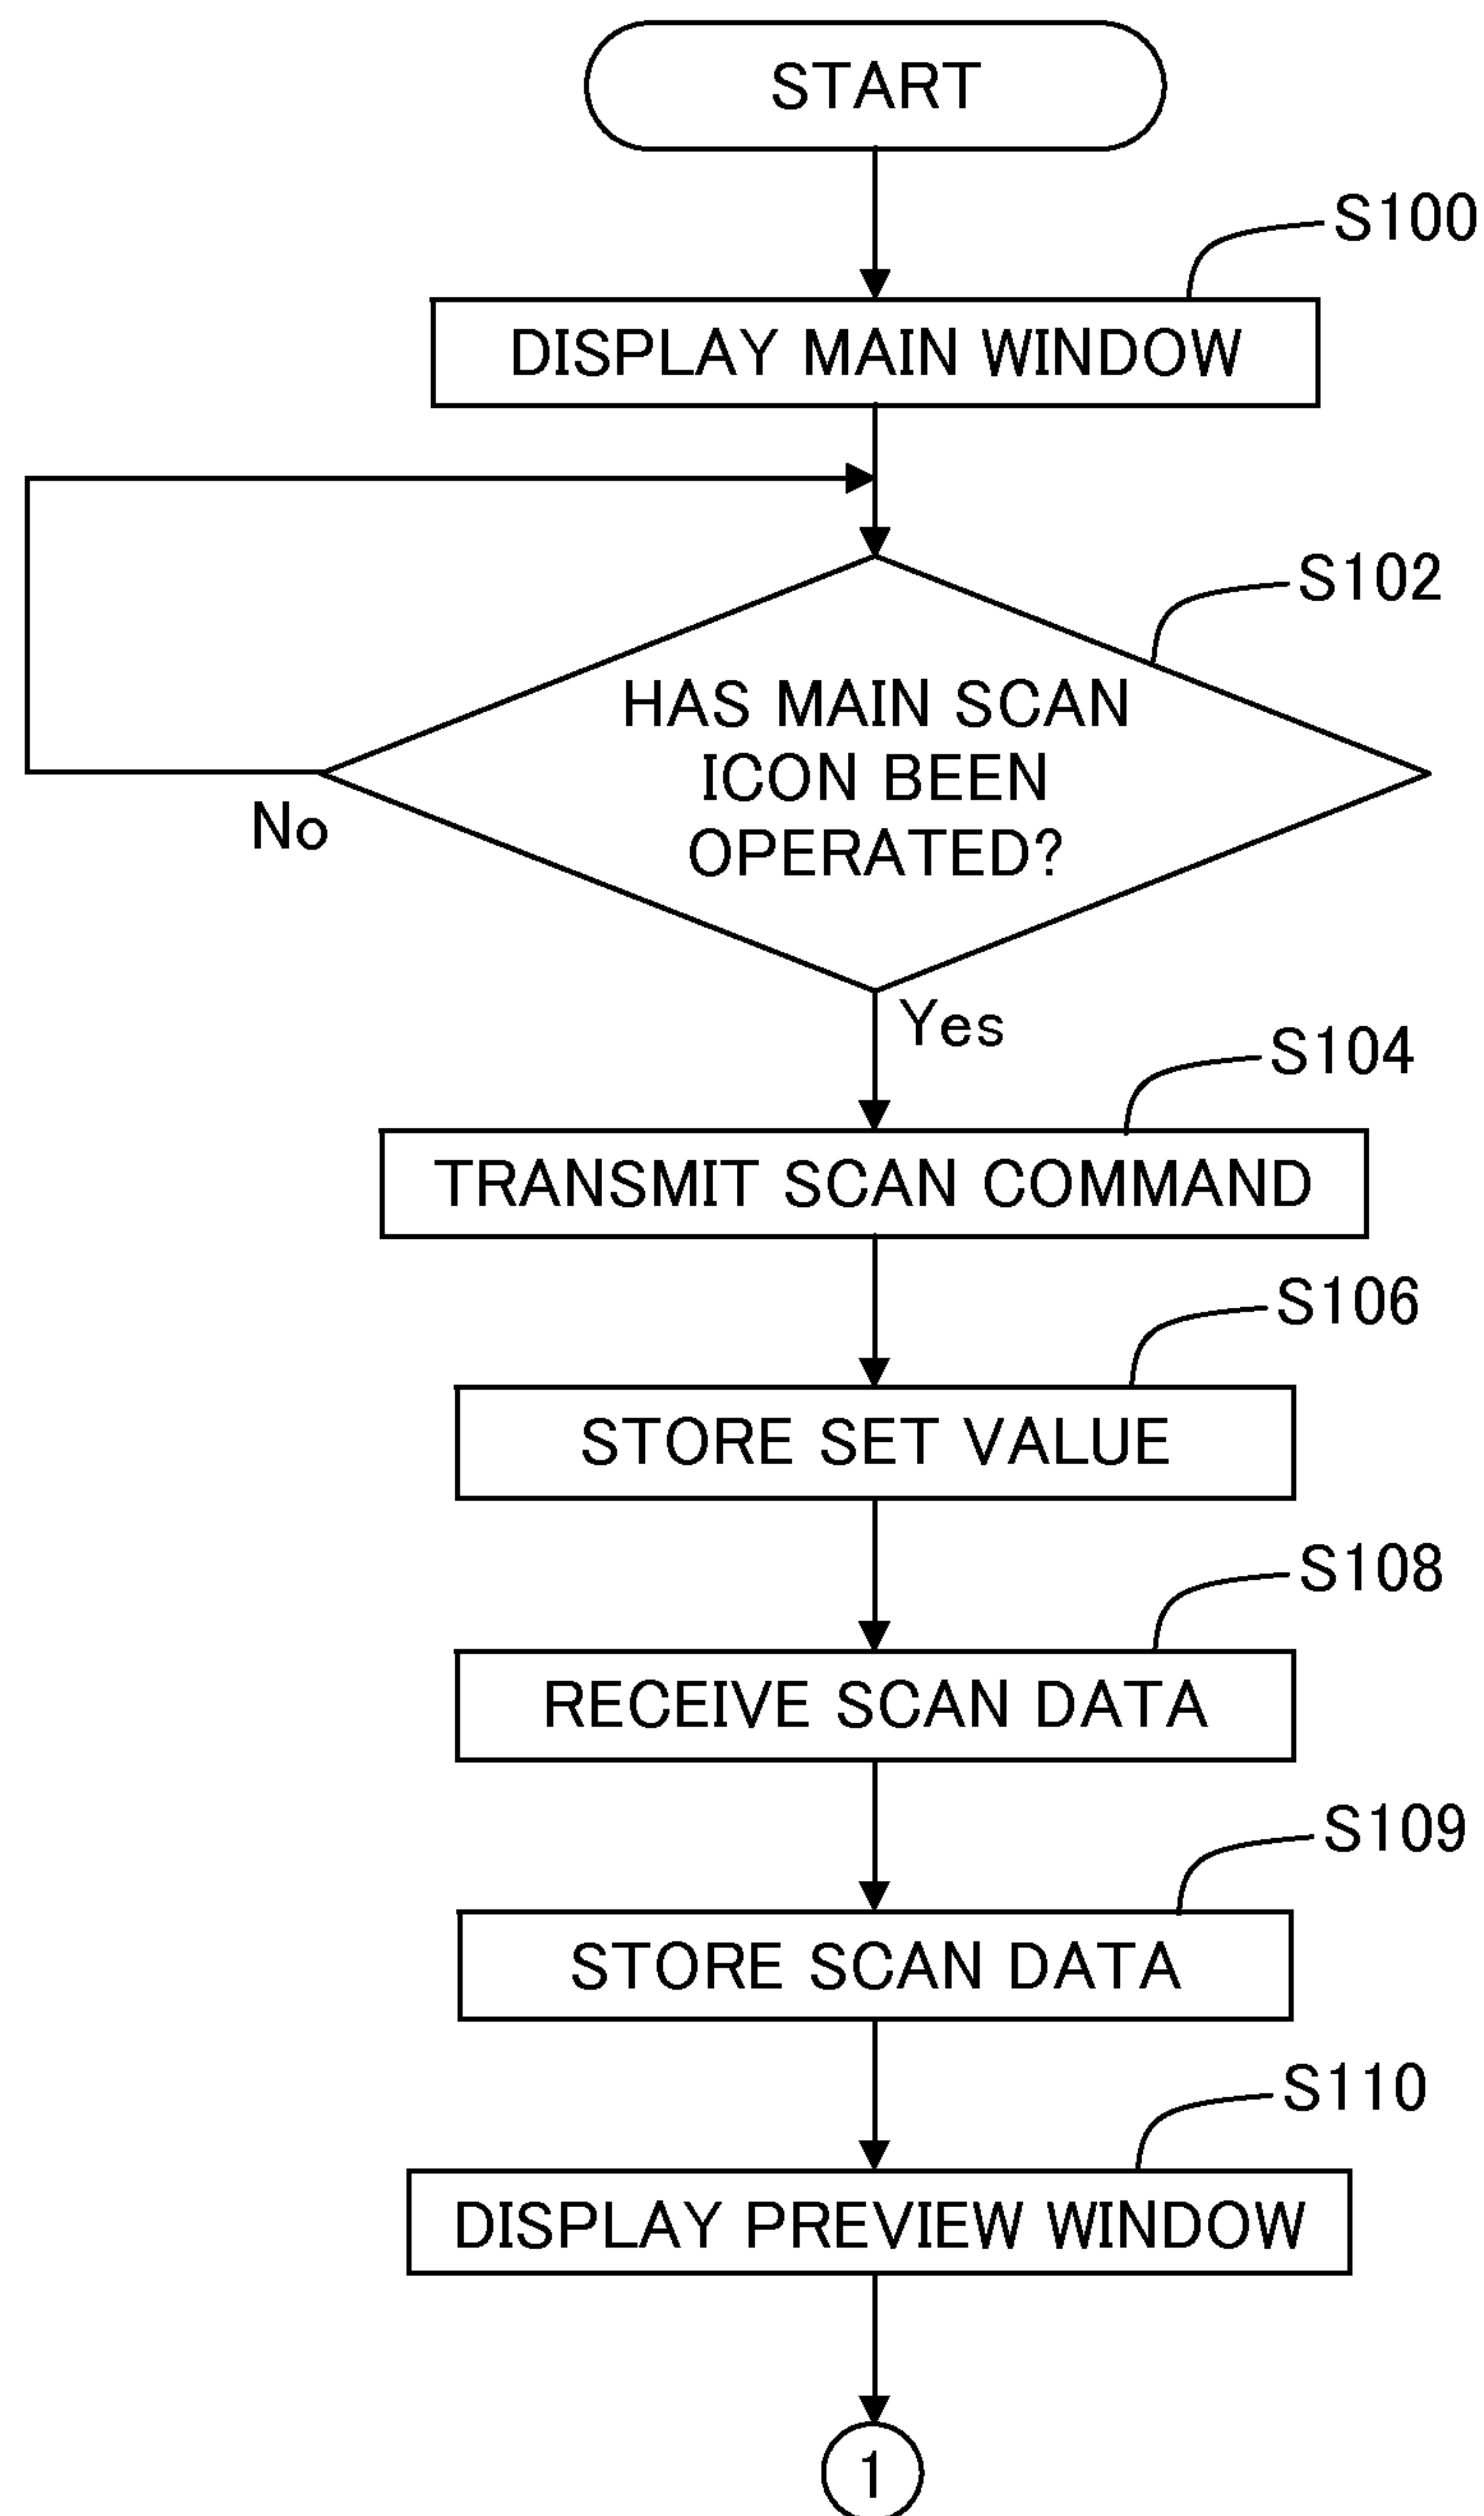 START
S100
DISPLAY MAIN WINDOW
S102
HAS MAIN SCAN
ICON BEEN
OPERATED?
No
Yes
S104
TRANSMIT SCAN COMMAND
S106
STORE SET VALUE
S108
RECEIVE SCAN DATA
S109
STORE SCAN DATA
S110
DISPLAY PREVIEW WINDOW
1